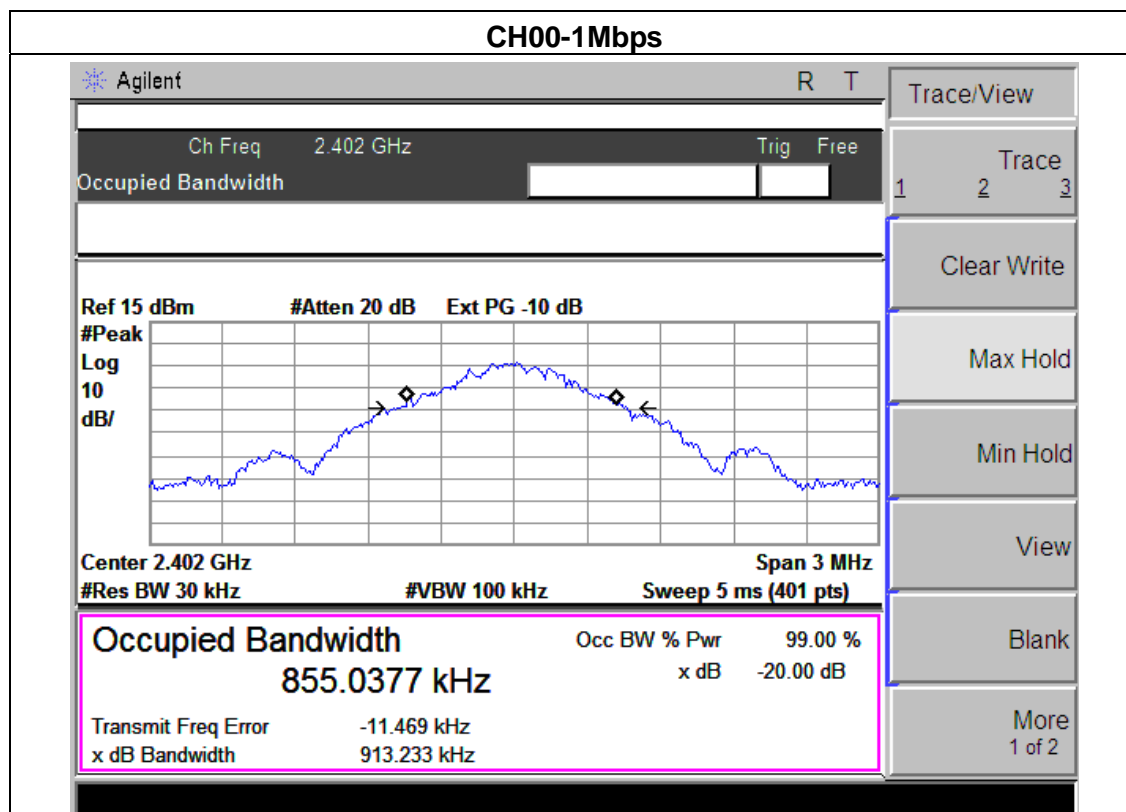 CH00-1Mbps
Agilent R T
Trace/View
Ch Freq 2.402 GHz Trig Free
Occupied Bandwidth
Trace
1 2 3
Clear Write
Ref 15 dBm #Atten 20 dB Ext PG -10 dB
#Peak
Log
10
dB/
Max Hold
Min Hold
View
Center 2.402 GHz Span 3 MHz
#Res BW 30 kHz #VBW 100 kHz Sweep 5 ms (401 pts)
Occupied Bandwidth Occ BW % Pwr 99.00 %
855.0377 kHz x dB -20.00 dB
Blank
Transmit Freq Error -11.469 kHz
x dB Bandwidth 913.233 kHz
More
1 of 2